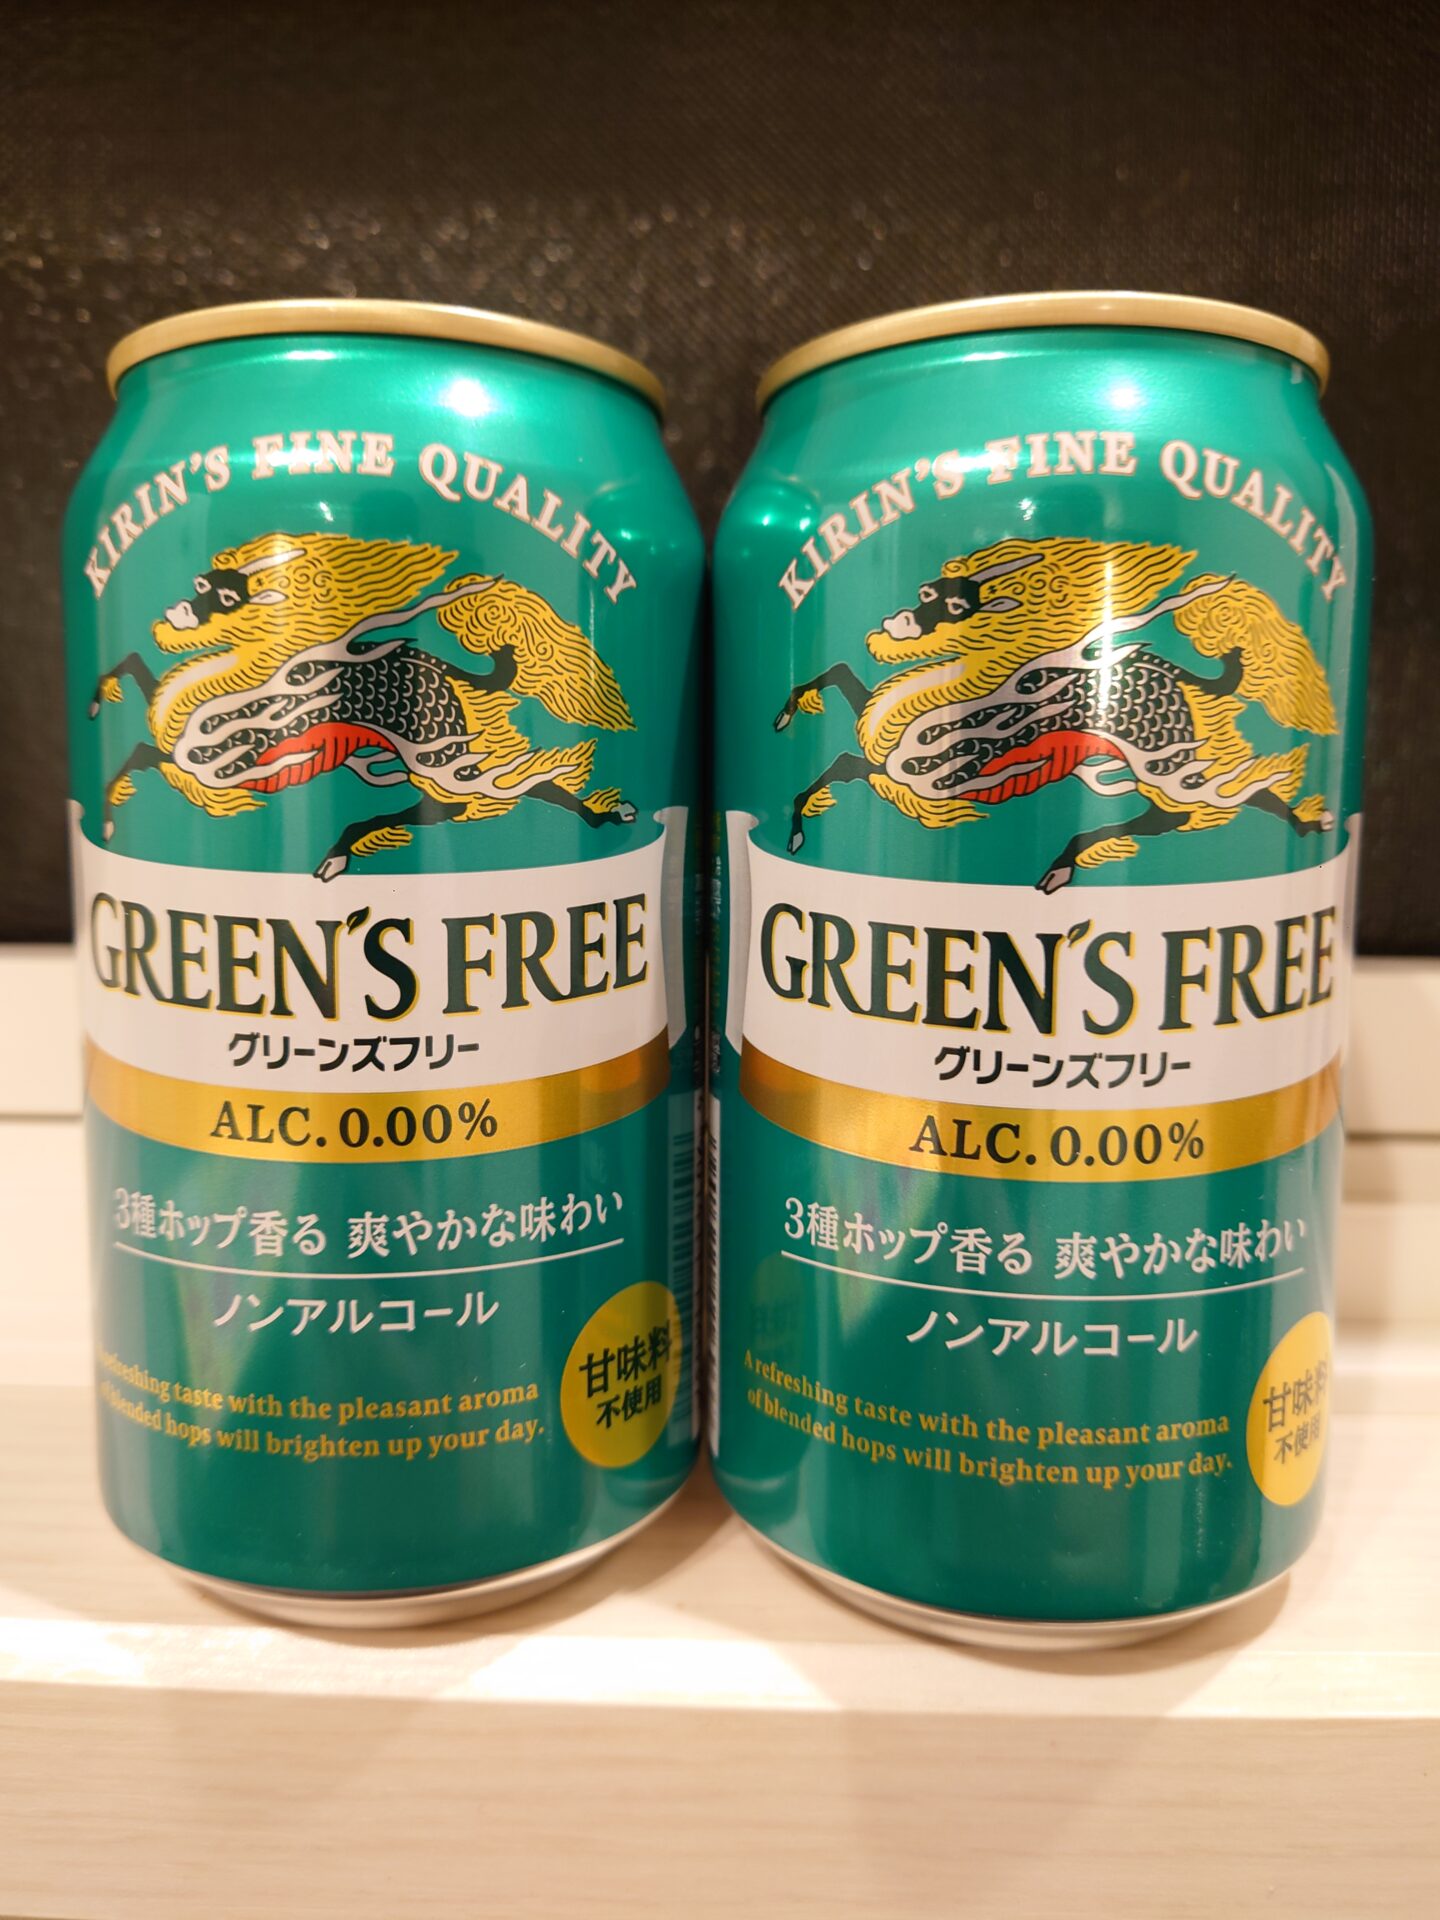 KIRIN'S FINE QUALITY
GREEN'S FREE
グリーンズフリー
ALC. 0.00%
3種ホップ香る 爽やかな味わい
ノンアルコール
A refreshing taste with the pleasant aroma
of blended hops will brighten up your day.
甘味料
不使用
KIRIN'S FINE QUALITY
GREEN'S FREE
グリーンズフリー
ALC. 0.00%
3種ホップ香る 爽やかな味わい
ノンアルコール
A refreshing taste with the pleasant aroma
of blended hops will brighten up your day.
甘味料
不使用